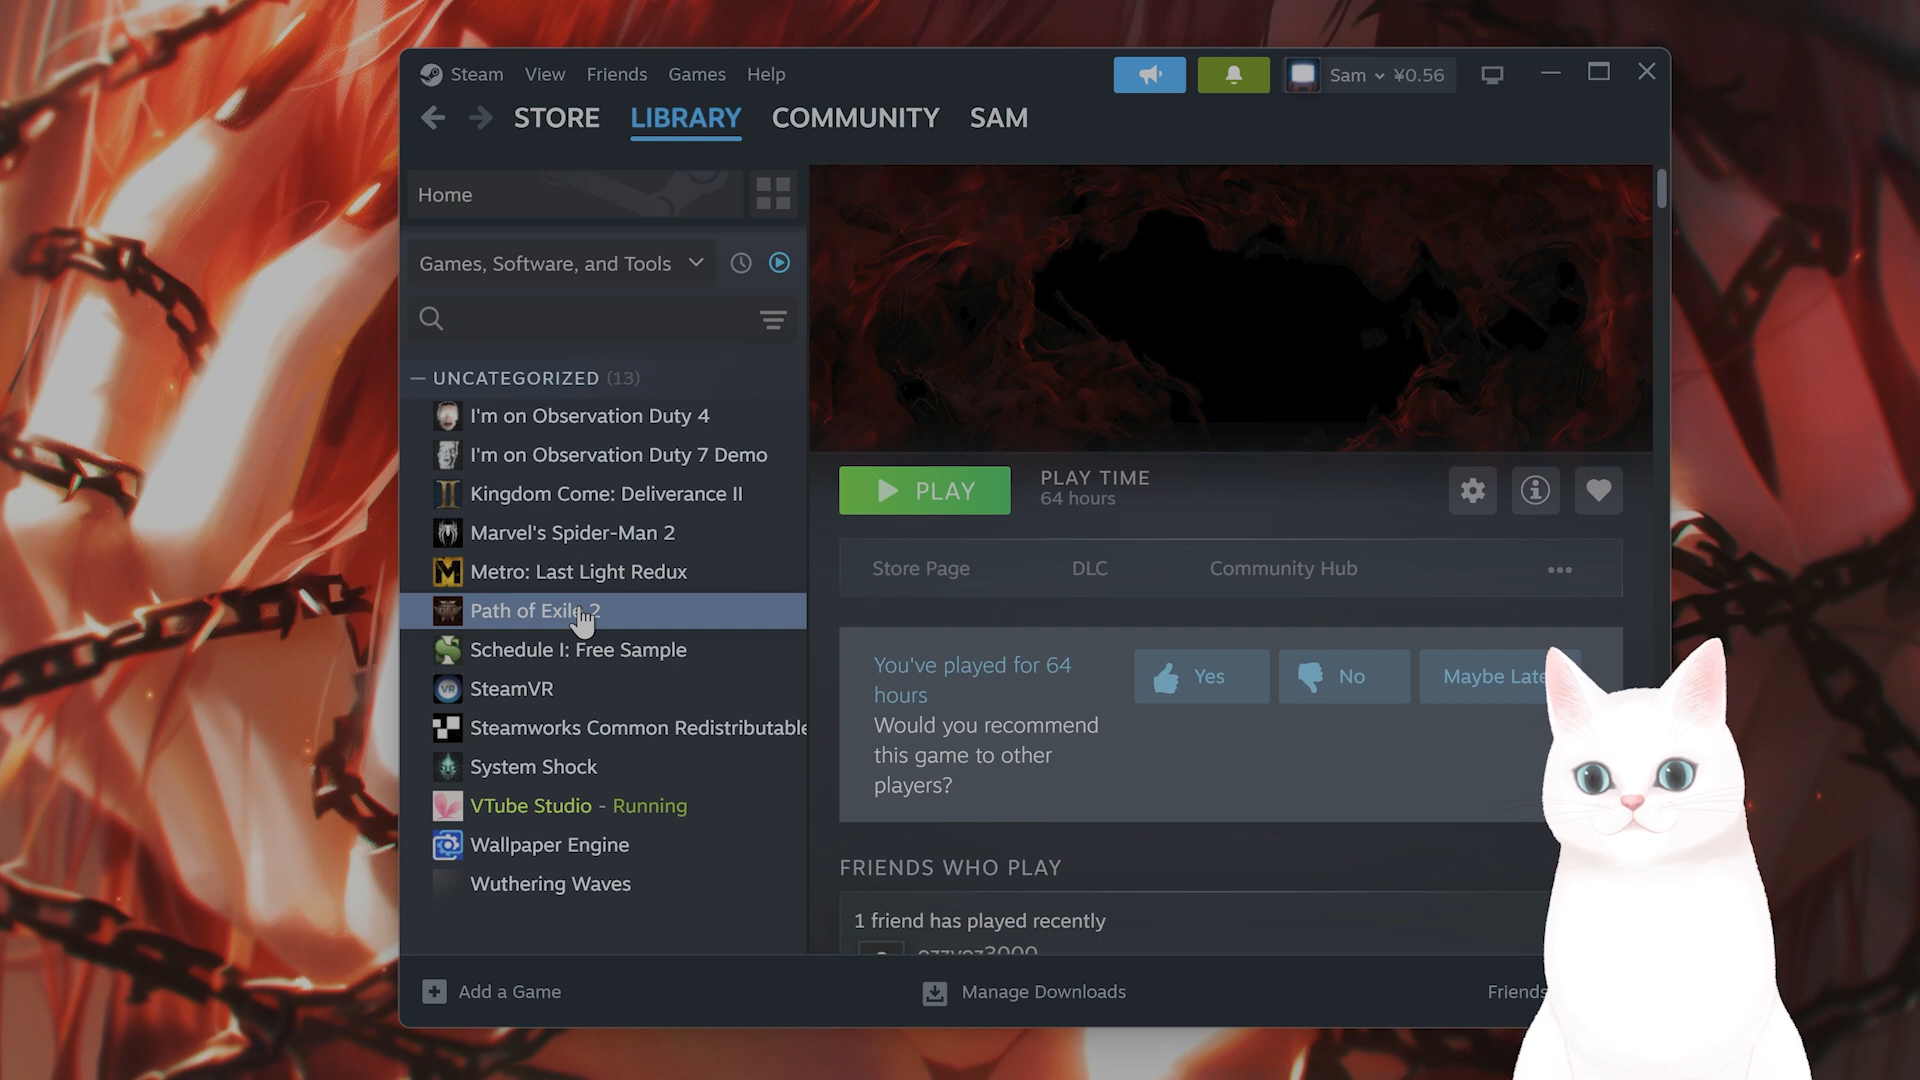 Steam View Friends Games Help
Sam ¥0.56
STORE LIBRARY COMMUNITY SAM
Home
Games, Software, and Tools
— UNCATEGORIZED (13)
I'm on Observation Duty 4
I'm on Observation Duty 7 Demo
Kingdom Come: Deliverance II
Marvel's Spider-Man 2
Metro: Last Light Redux
Path of Exile 2
Schedule I: Free Sample
VR SteamVR
Steamworks Common Redistributable
System Shock
VTube Studio - Running
Wallpaper Engine
Wuthering Waves
PLAY
PLAY TIME
64 hours
Store Page DLC Community Hub
You've played for 64
hours
Would you recommend
this game to other
players?
Yes No Maybe Late
FRIENDS WHO PLAY
1 friend has played recently
Add a Game Manage Downloads Friends